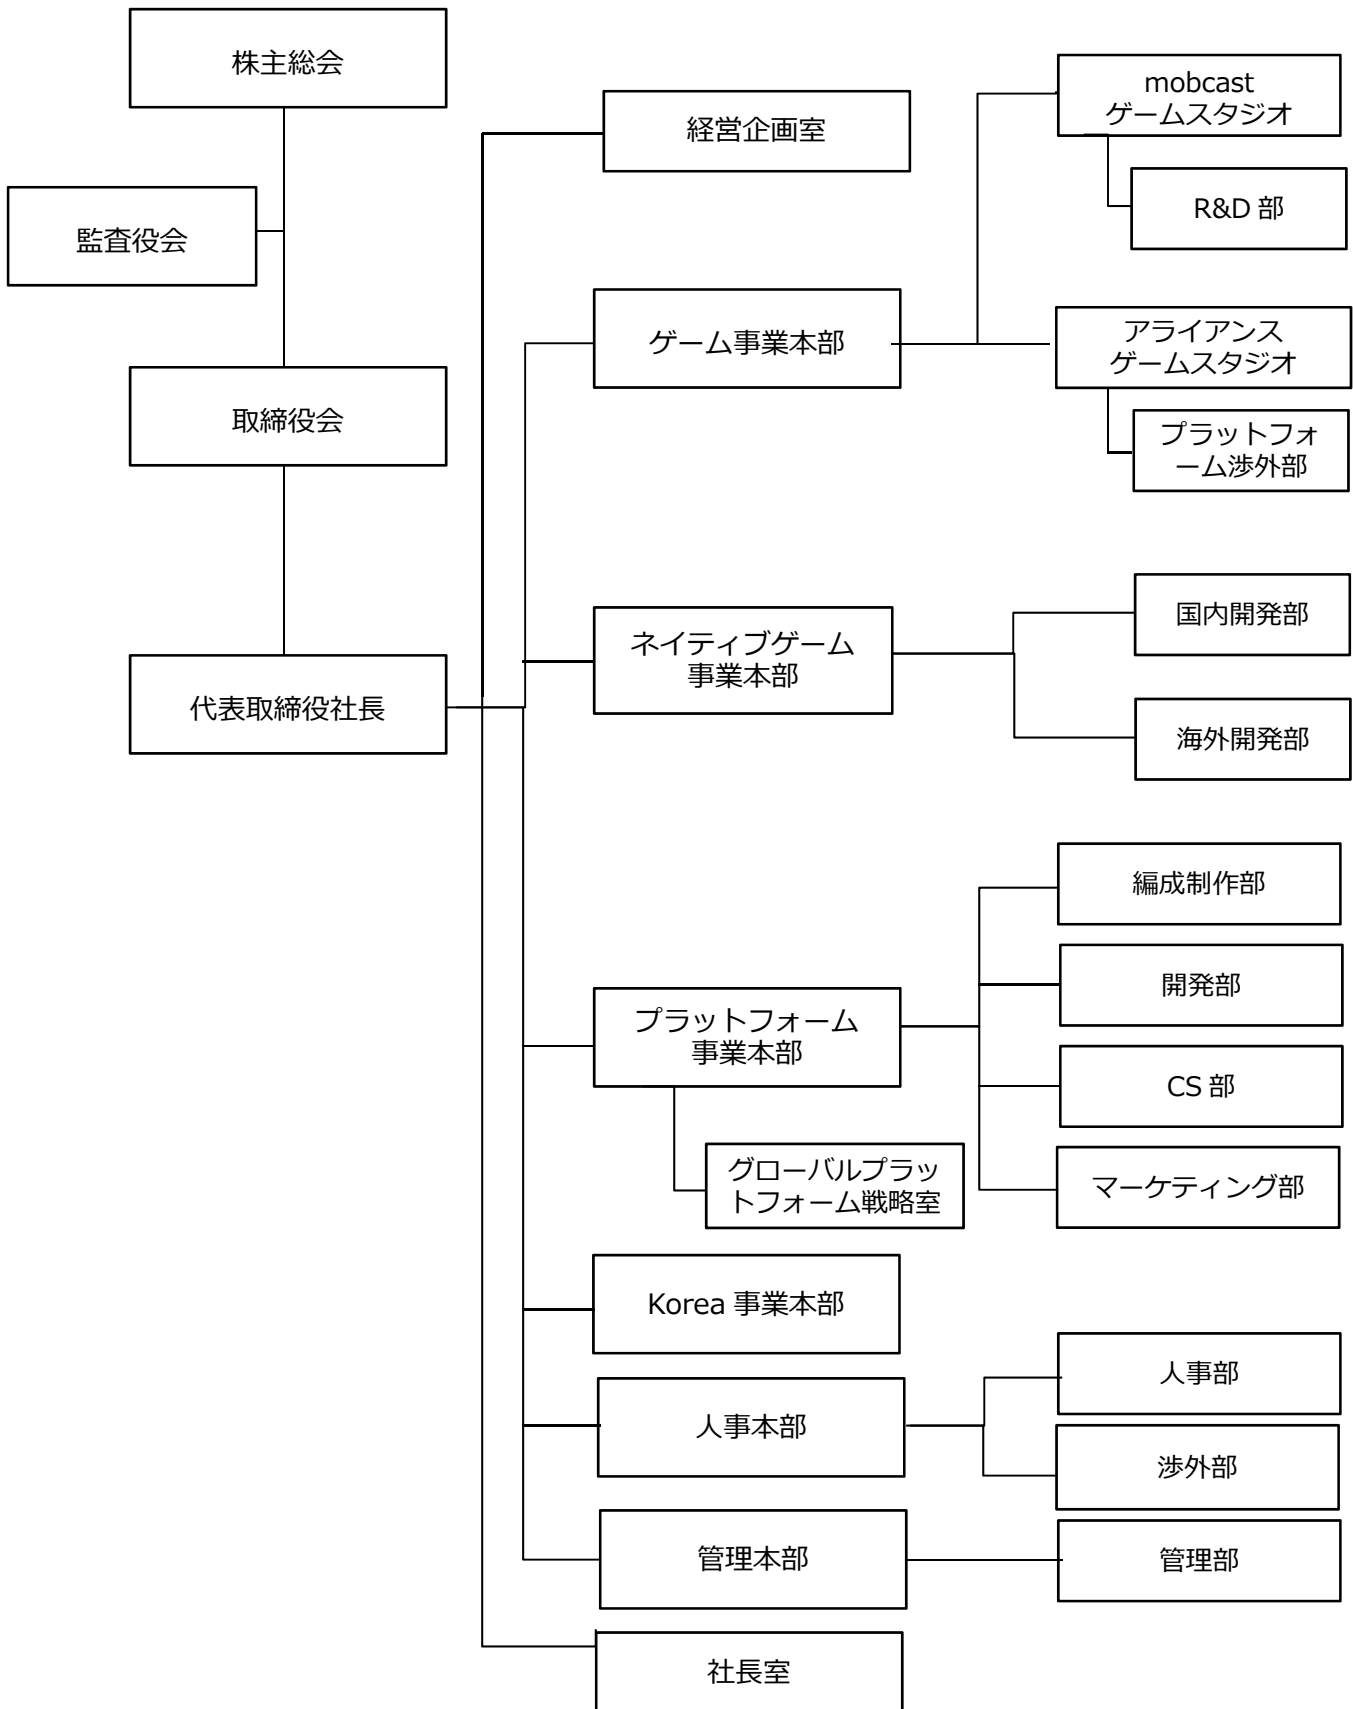 株主総会
監査役会
取締役会
代表取締役社長
経営企画室
ゲーム事業本部
mobcast
ゲームスタジオ
R&D 部
アライアンス
ゲームスタジオ
プラットフォ
ーム渉外部
ネイティブゲーム
事業本部
国内開発部
海外開発部
プラットフォーム
事業本部
グローバルプラッ
トフォーム戦略室
編成制作部
開発部
CS 部
マーケティング部
Korea 事業本部
人事本部
人事部
渉外部
管理本部
管理部
社長室